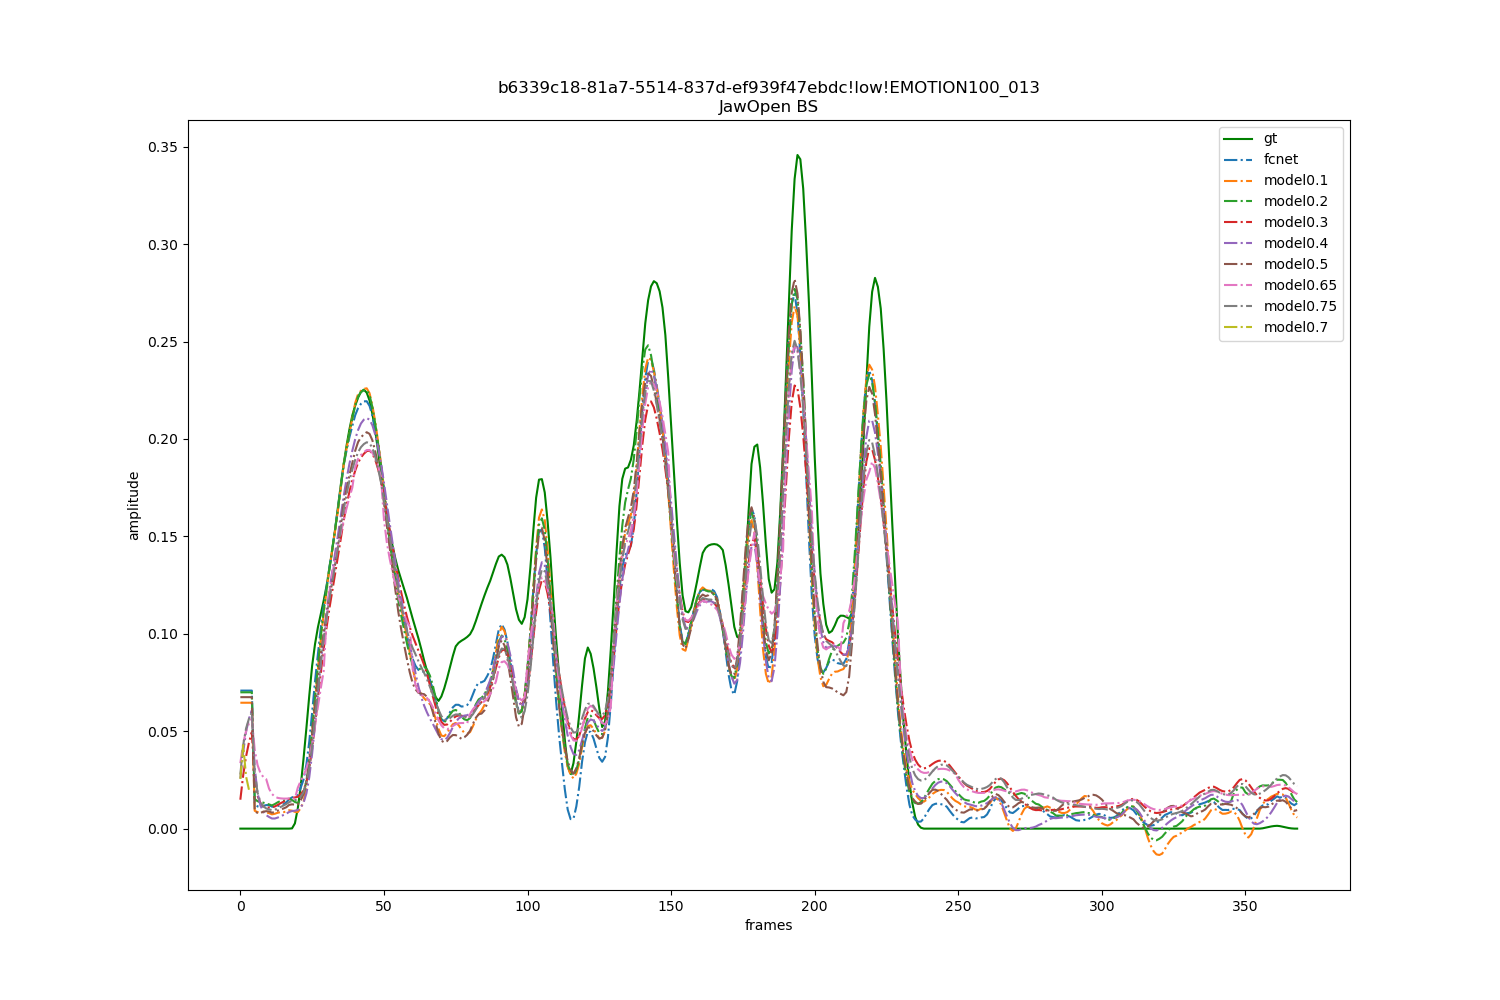 b6339c18-81a7-5514-837d-ef939f47ebdc!low!EMOTION100_013
JawOpen BS
gt
fcnet
model0.1
model0.2
model0.3
model0.4
model0.5
model0.65
model0.75
model0.7
0.35
0.30
0.25
0.20
0.15
0.10
0.05
0.00
amplitude
0 50 100 150 200 250 300 350
frames